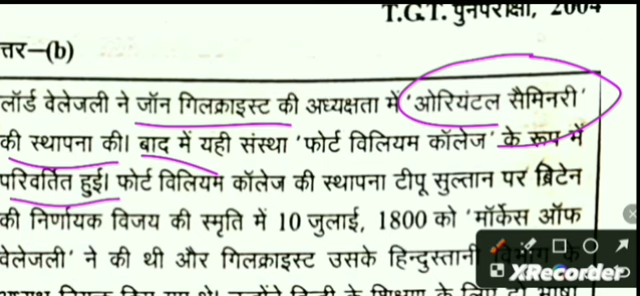 T.G.T. पुनर्परीक्षा, 2004
त्तर—(b)
लॉर्ड वेलेजली ने जॉन गिलक्राइस्ट की अध्यक्षता में 'ओरियंटल सैमिनरी'
की स्थापना की। बाद में यही संस्था 'फोर्ट विलियम कॉलेज' के रूप में
परिवर्तित हुई। फोर्ट विलियम कॉलेज की स्थापना टीपू सुल्तान पर ब्रिटेन
की निर्णायक विजय की स्मृति में 10 जुलाई, 1800 को 'मॉर्केस ऑफ
वेलेजली' ने की थी और गिलक्राइस्ट उसके हिन्दुस्तानी विभाग के
XRecorder